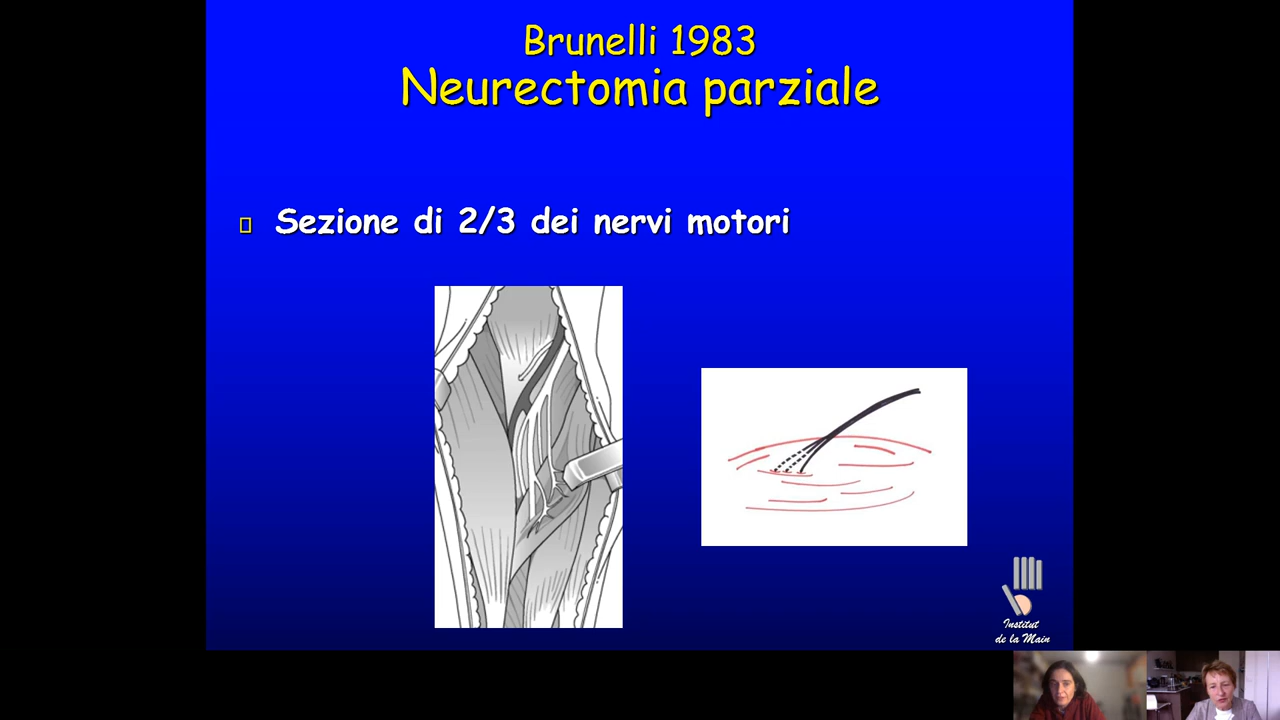 Brunelli 1983
Neurectomia parziale
Sezione di 2/3 dei nervi motori
Institut
de la Main